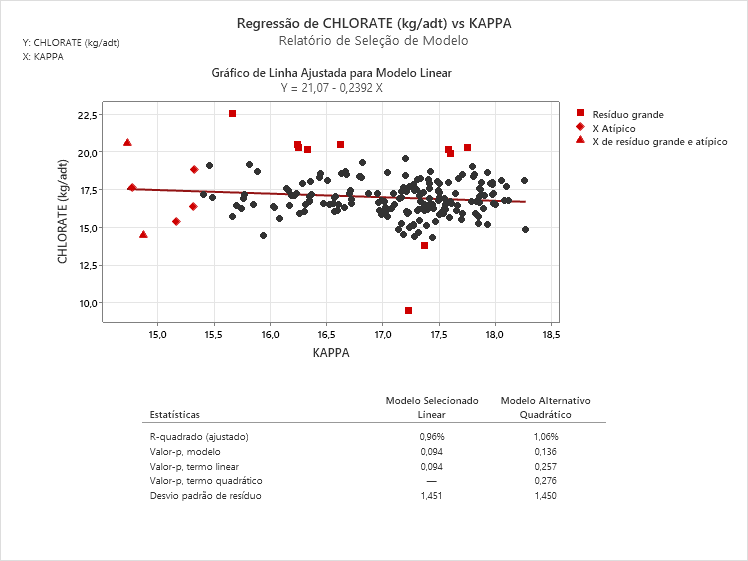 Regressão de CHLORATE (kg/adt) vs KAPPA
Relatório de Seleção de Modelo
Y: CHLORATE (kg/adt)
X: KAPPA
Gráfico de Linha Ajustada para Modelo Linear
Y = 21,07 - 0,2392 X
22,5
20,0
17,5
15,0
12,5
10,0
CHLORATE (kg/adt)
15,0 15,5 16,0 16,5 17,0 17,5 18,0 18,5
KAPPA
Resíduo grande
X Atípico
X de resíduo grande e atípico
Modelo Selecionado Modelo Alternativo
Estatísticas Linear Quadrático
R-quadrado (ajustado) 0,96% 1,06%
Valor-p, modelo 0,094 0,136
Valor-p, termo linear 0,094 0,257
Valor-p, termo quadrático — 0,276
Desvio padrão de resíduo 1,451 1,450